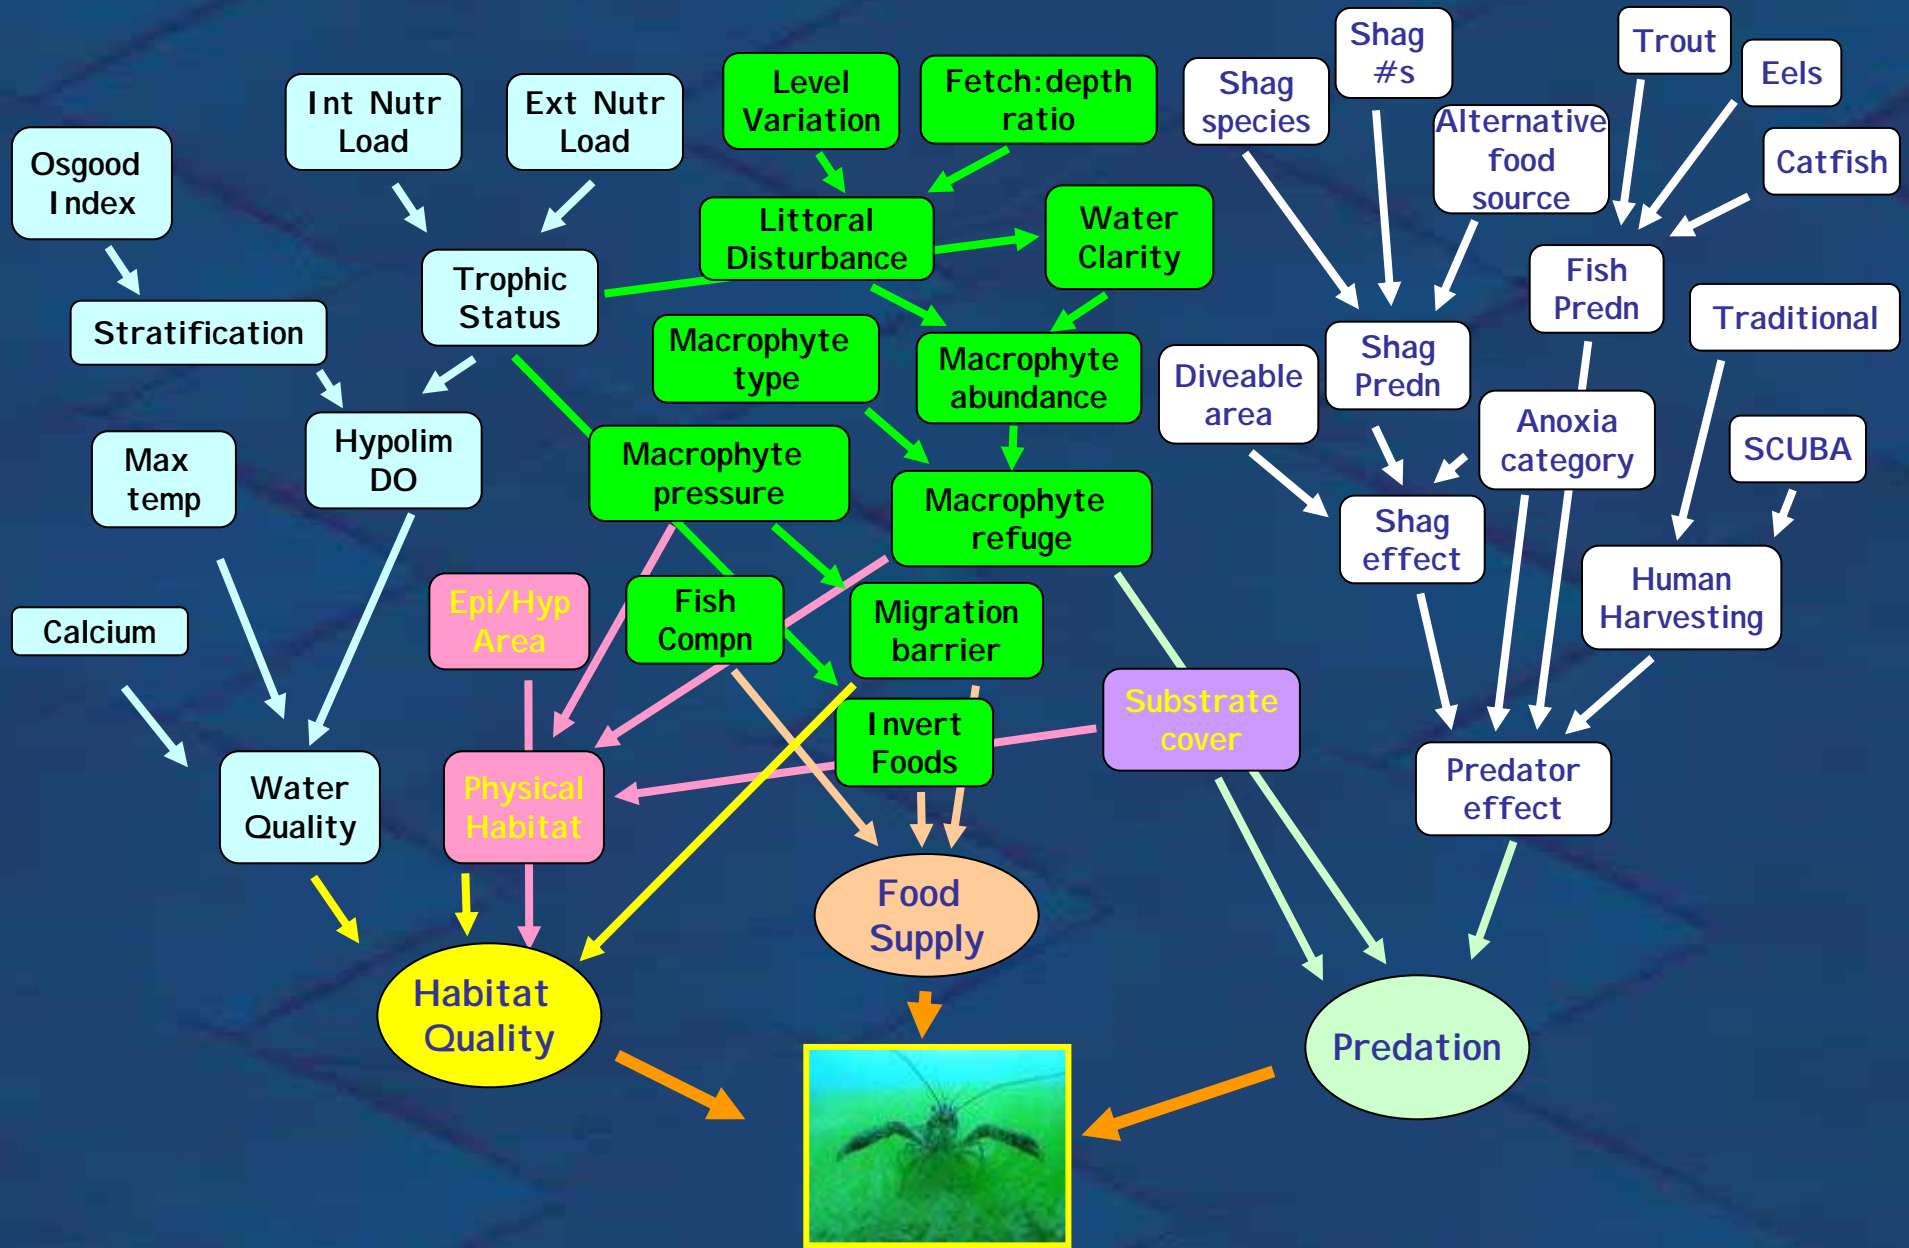 Shag
#s
Trout
Eels
Level
Variation
Fetch:depth
ratio
Shag
species
Int Nutr
Load
Ext Nutr
Load
Alternative
food
source
Catfish
Osgood
Index
Littoral
Disturbance
Water
Clarity
Trophic
Status
Fish
Predn
Traditional
Stratification
Macrophyte
type
Macrophyte
abundance
Shag
Predn
Diveable
area
Anoxia
category
SCUBA
Max
temp
Hypolim
DO
Macrophyte
pressure
Macrophyte
refuge
Shag
effect
Human
Harvesting
Calcium
Epi/Hyp
Area
Fish
Compn
Migration
barrier
Substrate
cover
Invert
Foods
Water
Quality
Physical
Habitat
Predator
effect
Food
Supply
Habitat
Quality
Predation